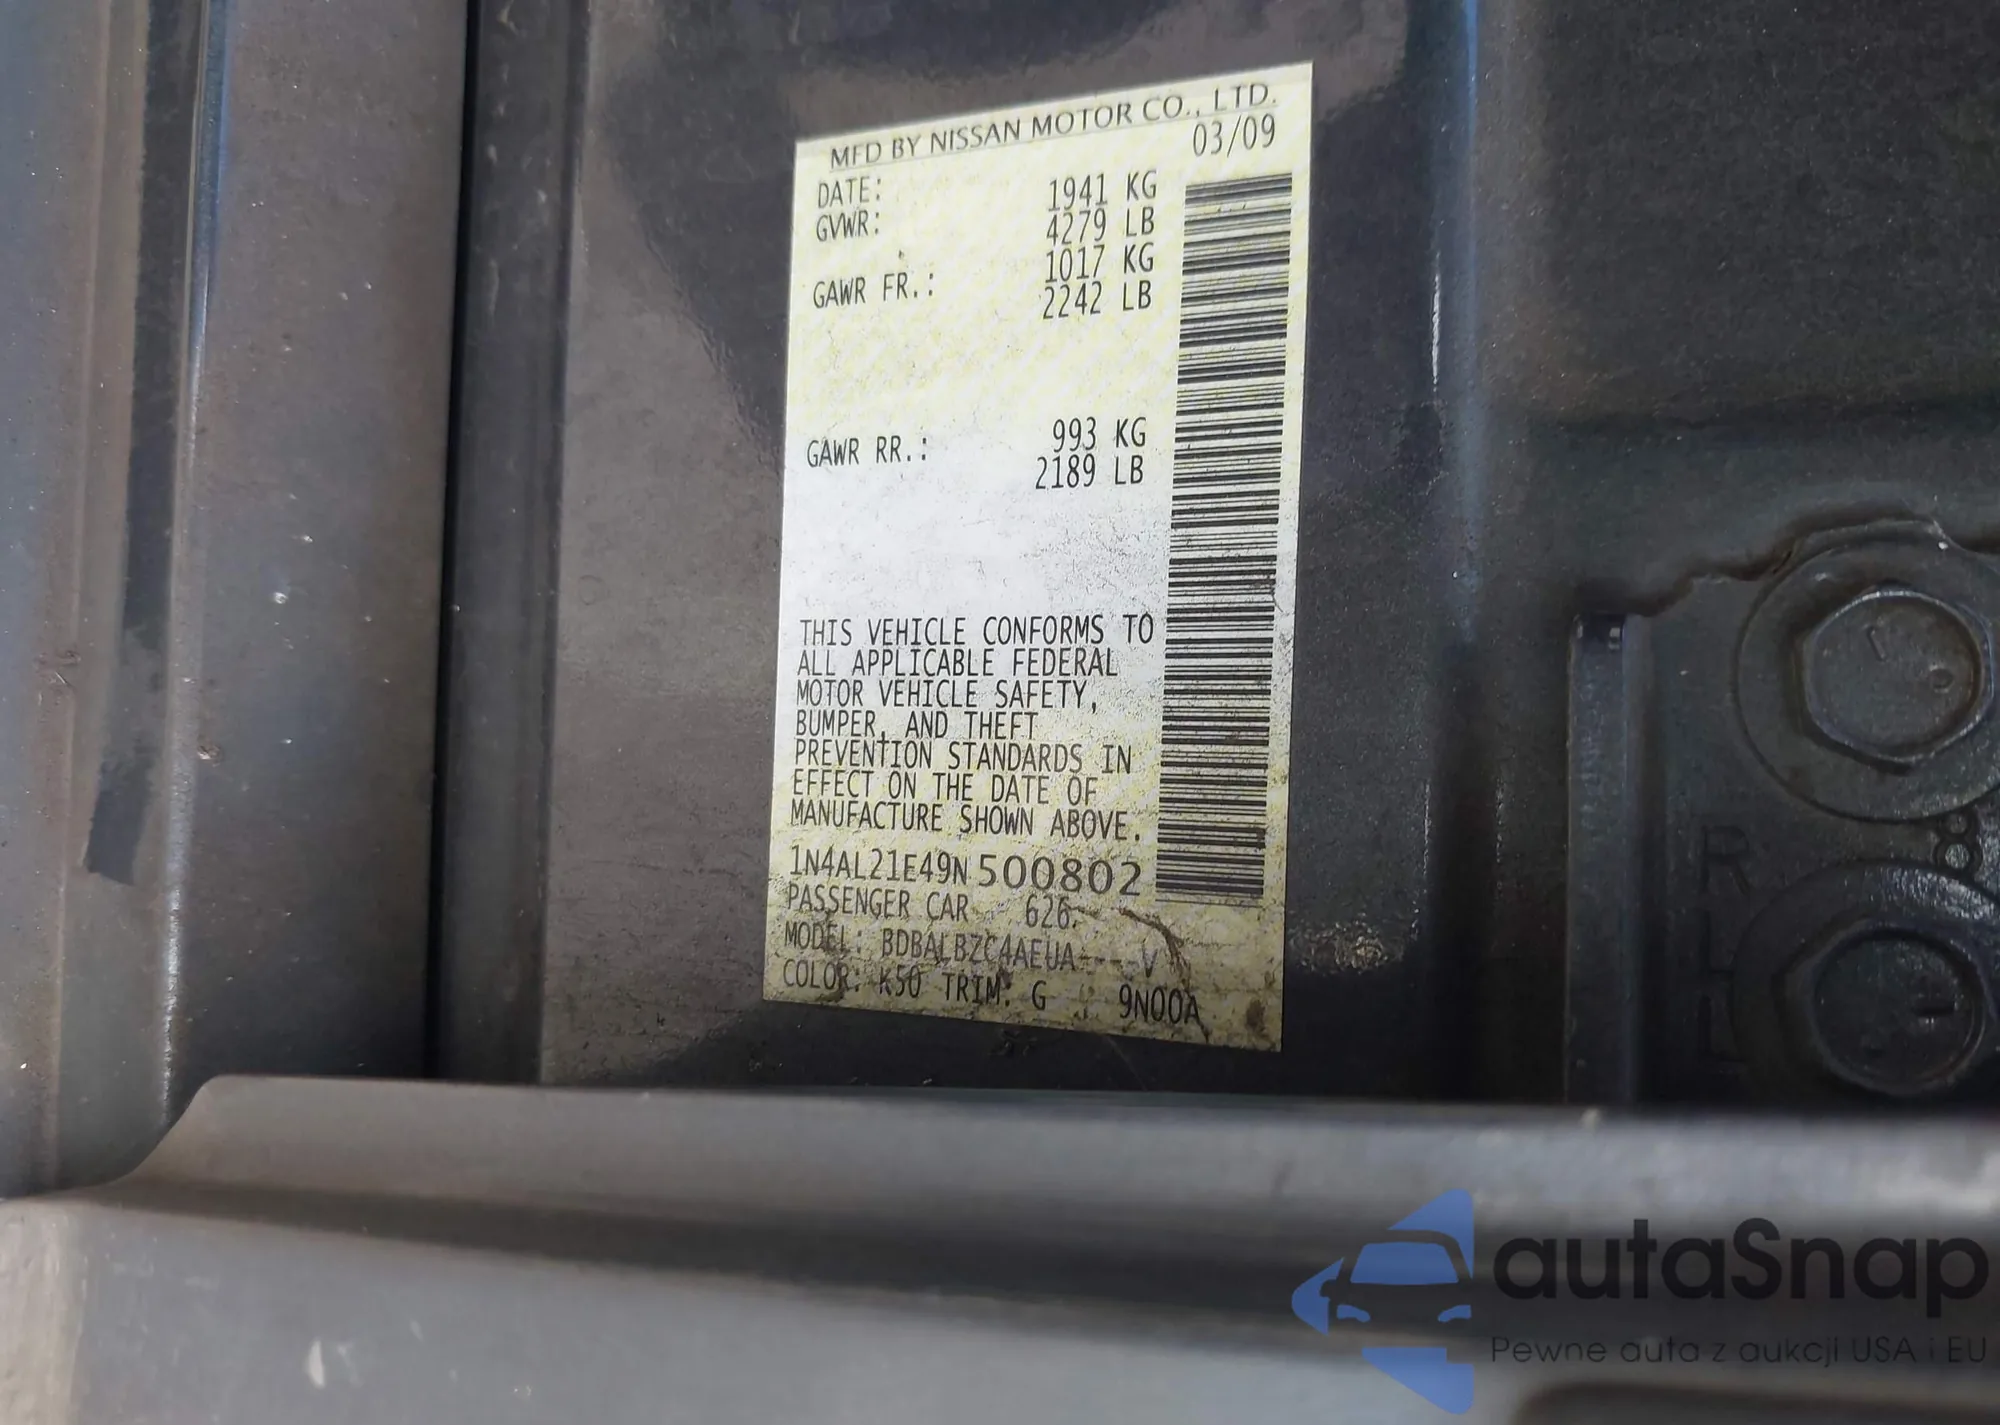 MFD BY NISSAN MOTOR CO., LTD.
DATE: 03/09
GVWR: 1941 KG
4279 LB
GAWR FR.: 1017 KG
2242 LB
GAWR RR.: 993 KG
2189 LB
THIS VEHICLE CONFORMS TO
ALL APPLICABLE FEDERAL
MOTOR VEHICLE SAFETY,
BUMPER, AND THEFT
PREVENTION STANDARDS IN
EFFECT ON THE DATE OF
MANUFACTURE SHOWN ABOVE.
1N4AL21E49N500802
PASSENGER CAR 626.
MODEL: BDBALBZC4AEUA--- V
COLOR: K50 TRIM: G 9N00A
8
R
autaSnap
Pewne auta z aukcji USA i EU